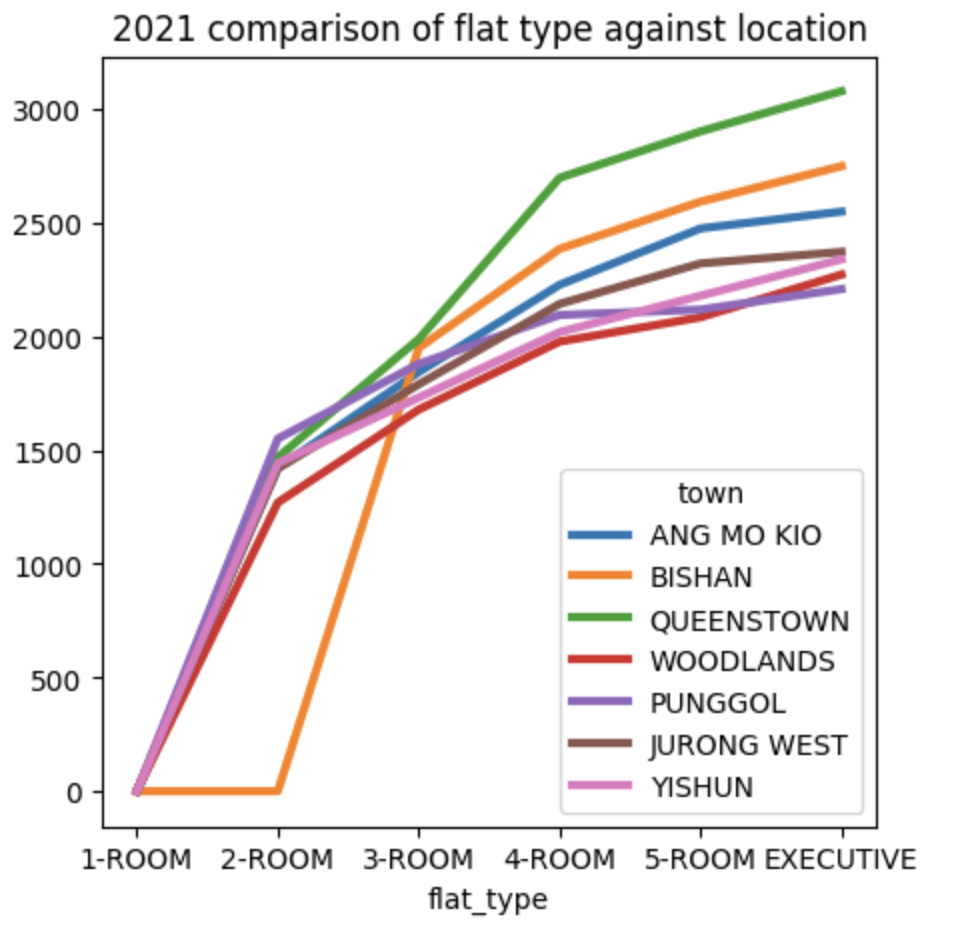 2021 comparison of flat type against location
3000
2500
2000
1500
1000
500
0
1-ROOM 2-ROOM 3-ROOM 4-ROOM 5-ROOM EXECUTIVE
flat_type
town
ANG MO KIO
BISHAN
QUEENSTOWN
WOODLANDS
PUNGGOL
JURONG WEST
YISHUN